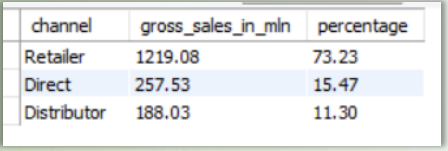 channel gross_sales_in_mln percentage
Retailer 1219.08 73.23
Direct 257.53 15.47
Distributor 188.03 11.30